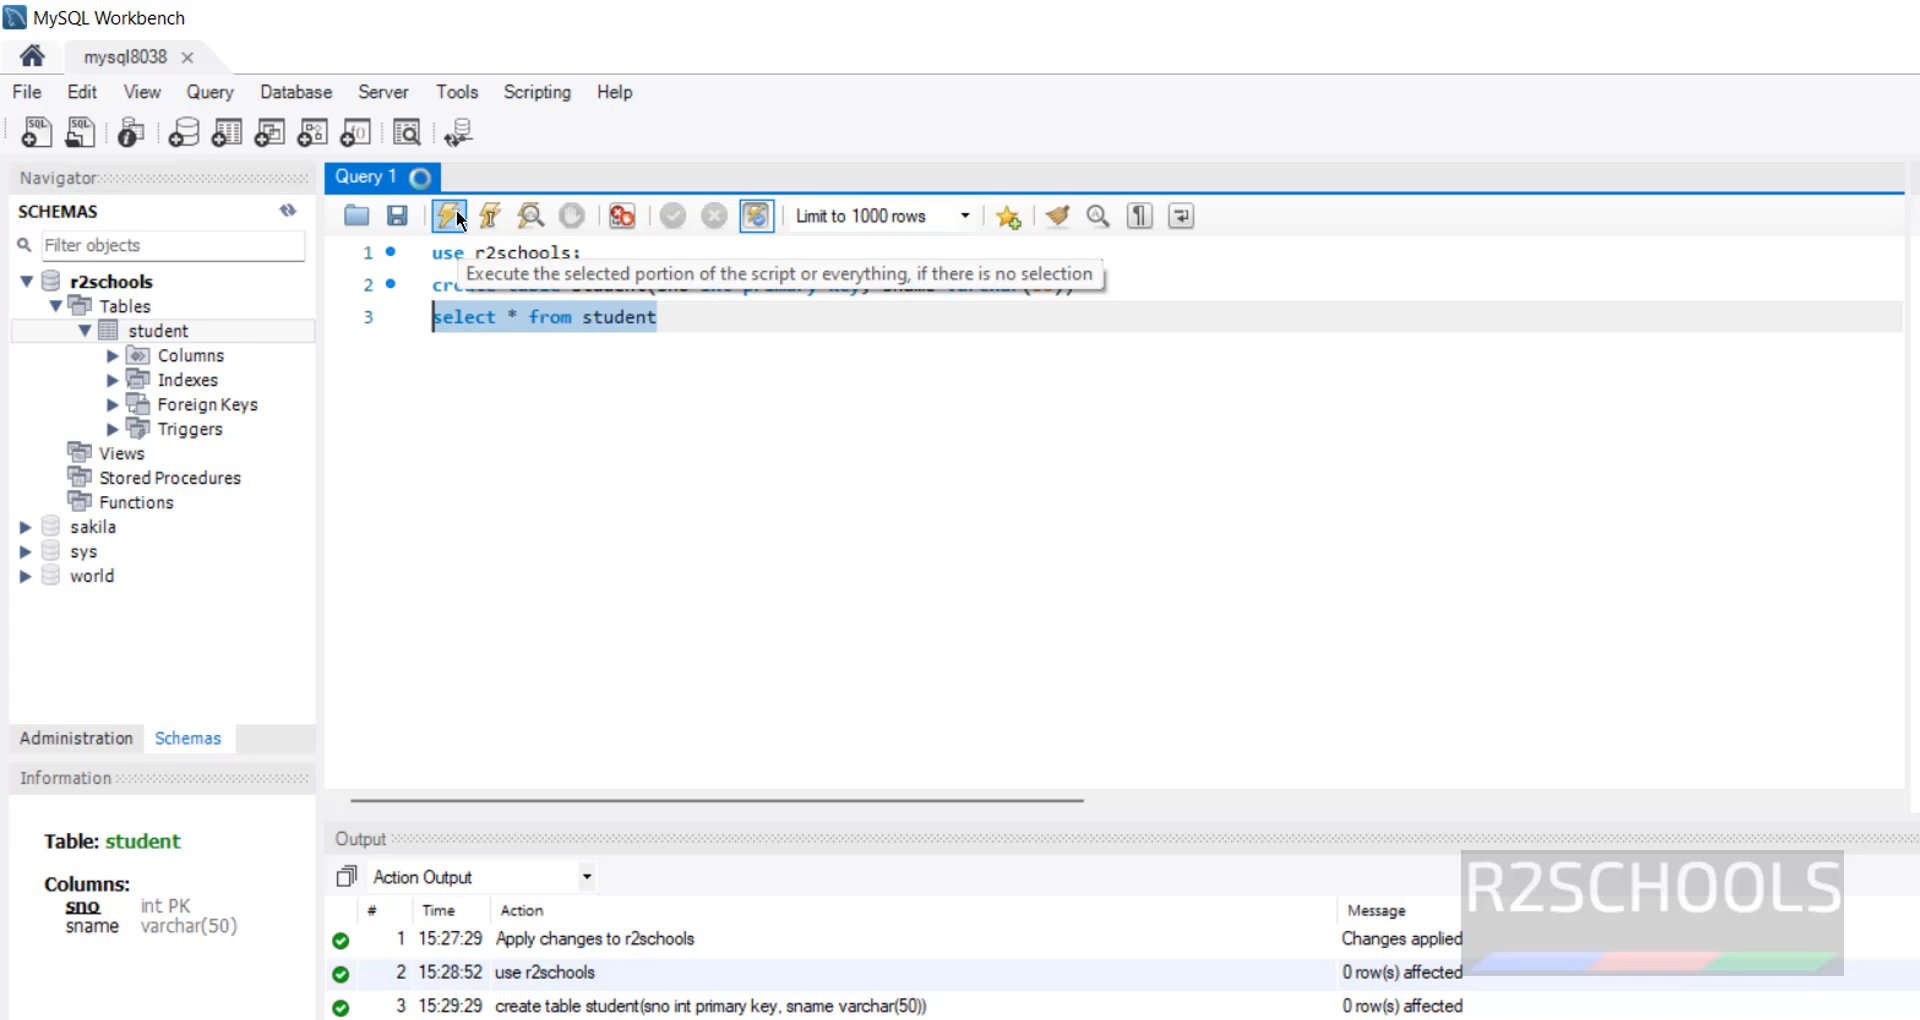 MySQL Workbench
mysql8038
File Edit View Query Database Server Tools Scripting Help
Navigator
SCHEMAS
Filter objects
r2schools
Tables
student
Columns
Indexes
Foreign Keys
Triggers
Views
Stored Procedures
Functions
sakila
sys
world
Administration Schemas
Information
Table: student
Columns:
sno int PK
sname varchar(50)
Query 1
Limit to 1000 rows
1 use r2schools;
Execute the selected portion of the script or everything, if there is no selection
2
3 select * from student
Output
Action Output
# Time Action Message
1 15:27:29 Apply changes to r2schools Changes applied
2 15:28:52 use r2schools 0 row(s) affected
3 15:29:29 create table student(sno int primary key, sname varchar(50)) 0 row(s) affected
R2SCHOOLS